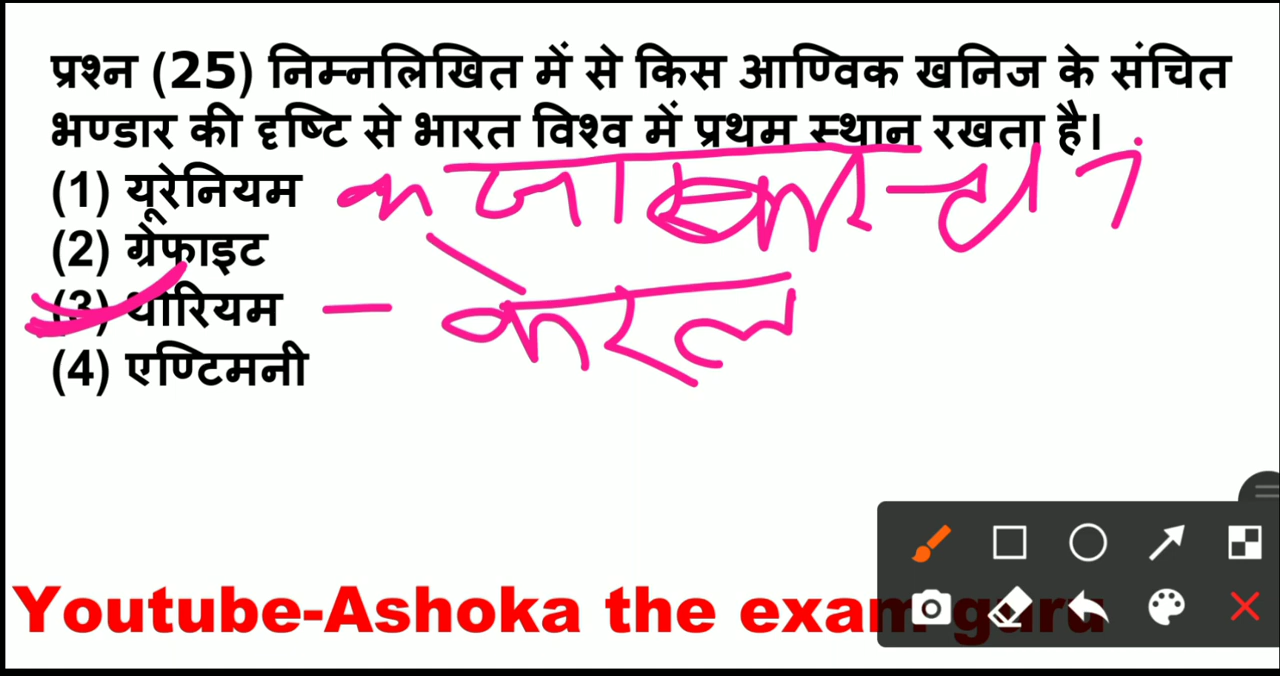 प्रश्न (25) निम्नलिखित में से किस आण्विक खनिज के संचित
भण्डार की दृष्टि से भारत विश्व में प्रथम स्थान रखता है।
(1) यूरेनियम
(2) ग्रेफाइट
(3) थोरियम – केरल
(4) एण्टिमनी
Youtube-Ashoka the exam guru